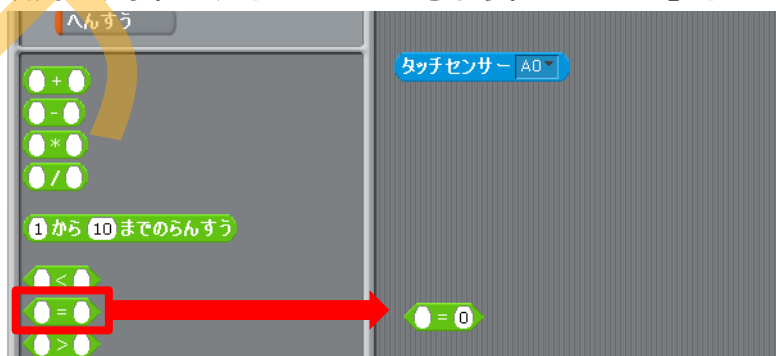 へんすう
タッチセンサー A0
+
-
*
/
1 から 10 までのらんすう
<
=
= 0
>